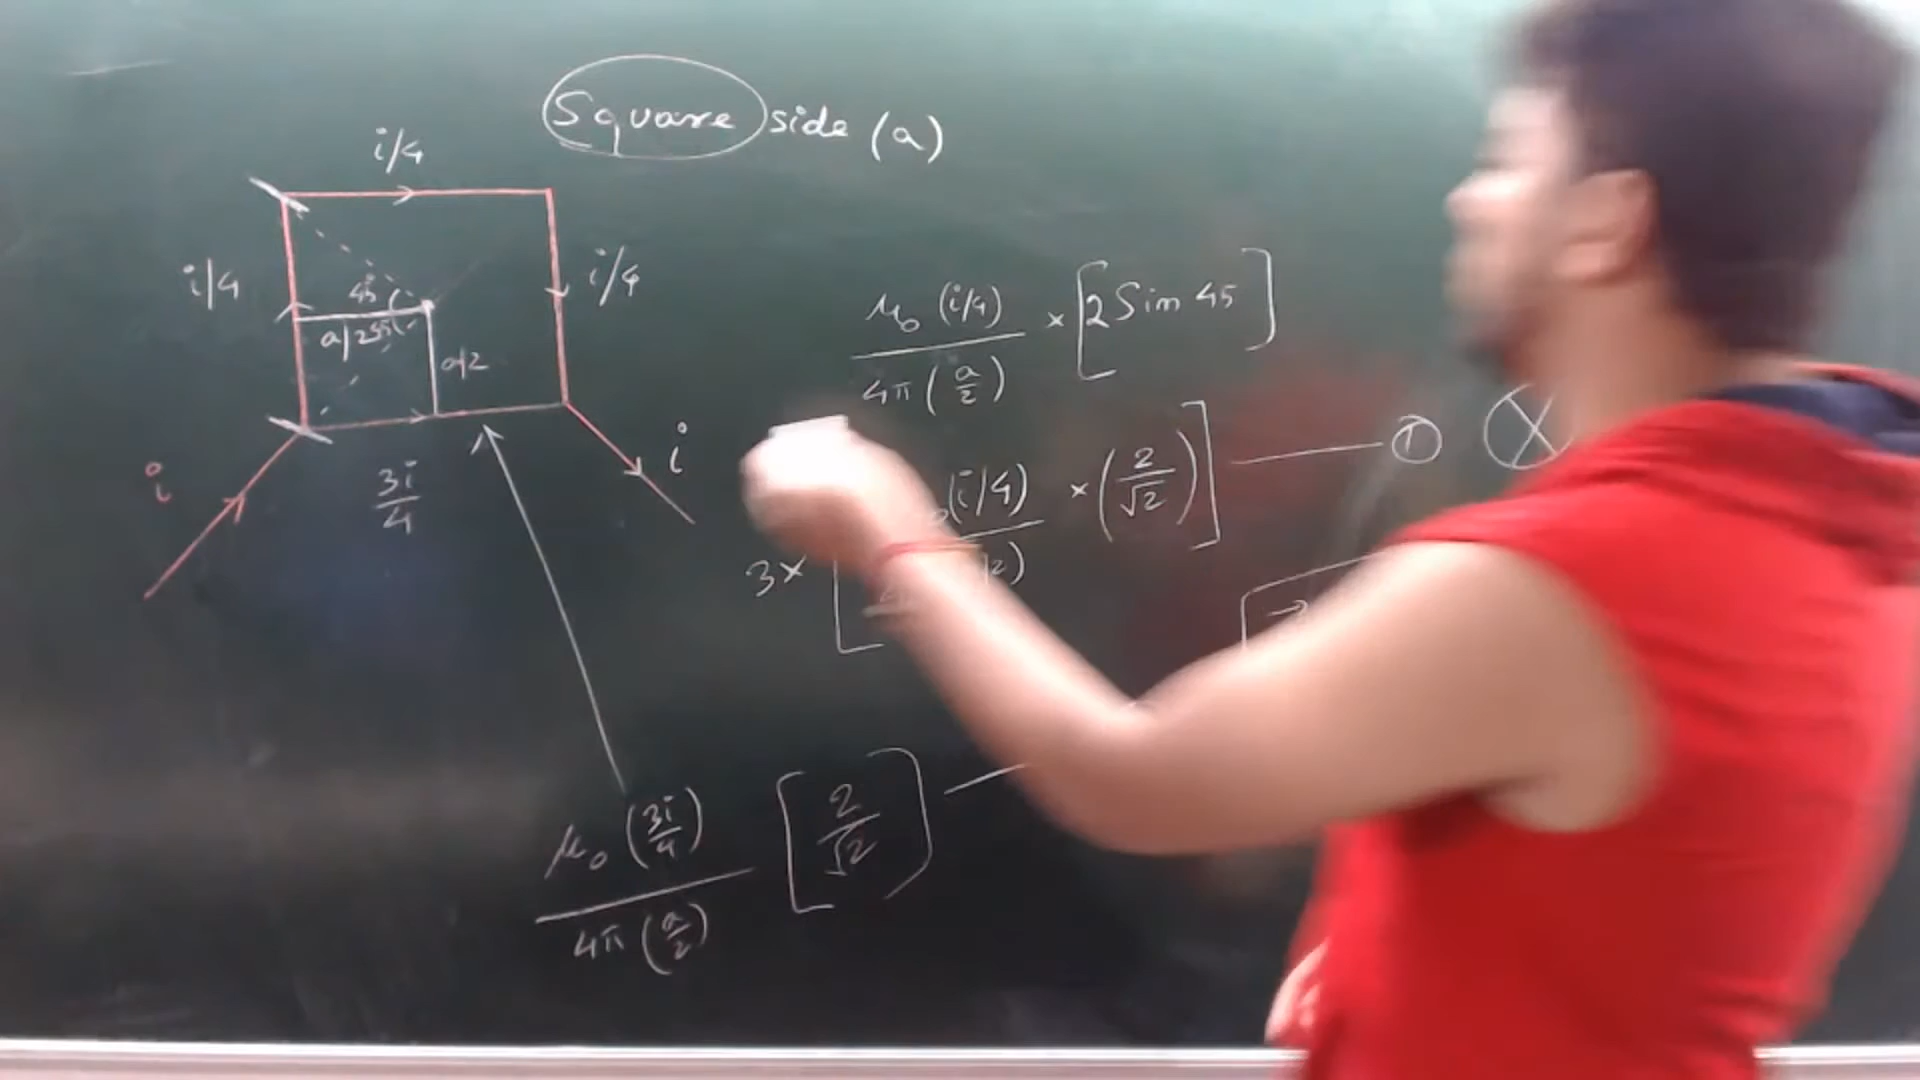 Square side (a)
i/4
i/4
i/4
45
a/2 45
a/2
i
3i/4
i
μ₀ (i/4) / 4π (a/2) × [2 Sin 45]
3 × [ (i/4) × (2/√2) ] — ①
μ₀ (3i/4) / 4π (a/2) [2/√2] —